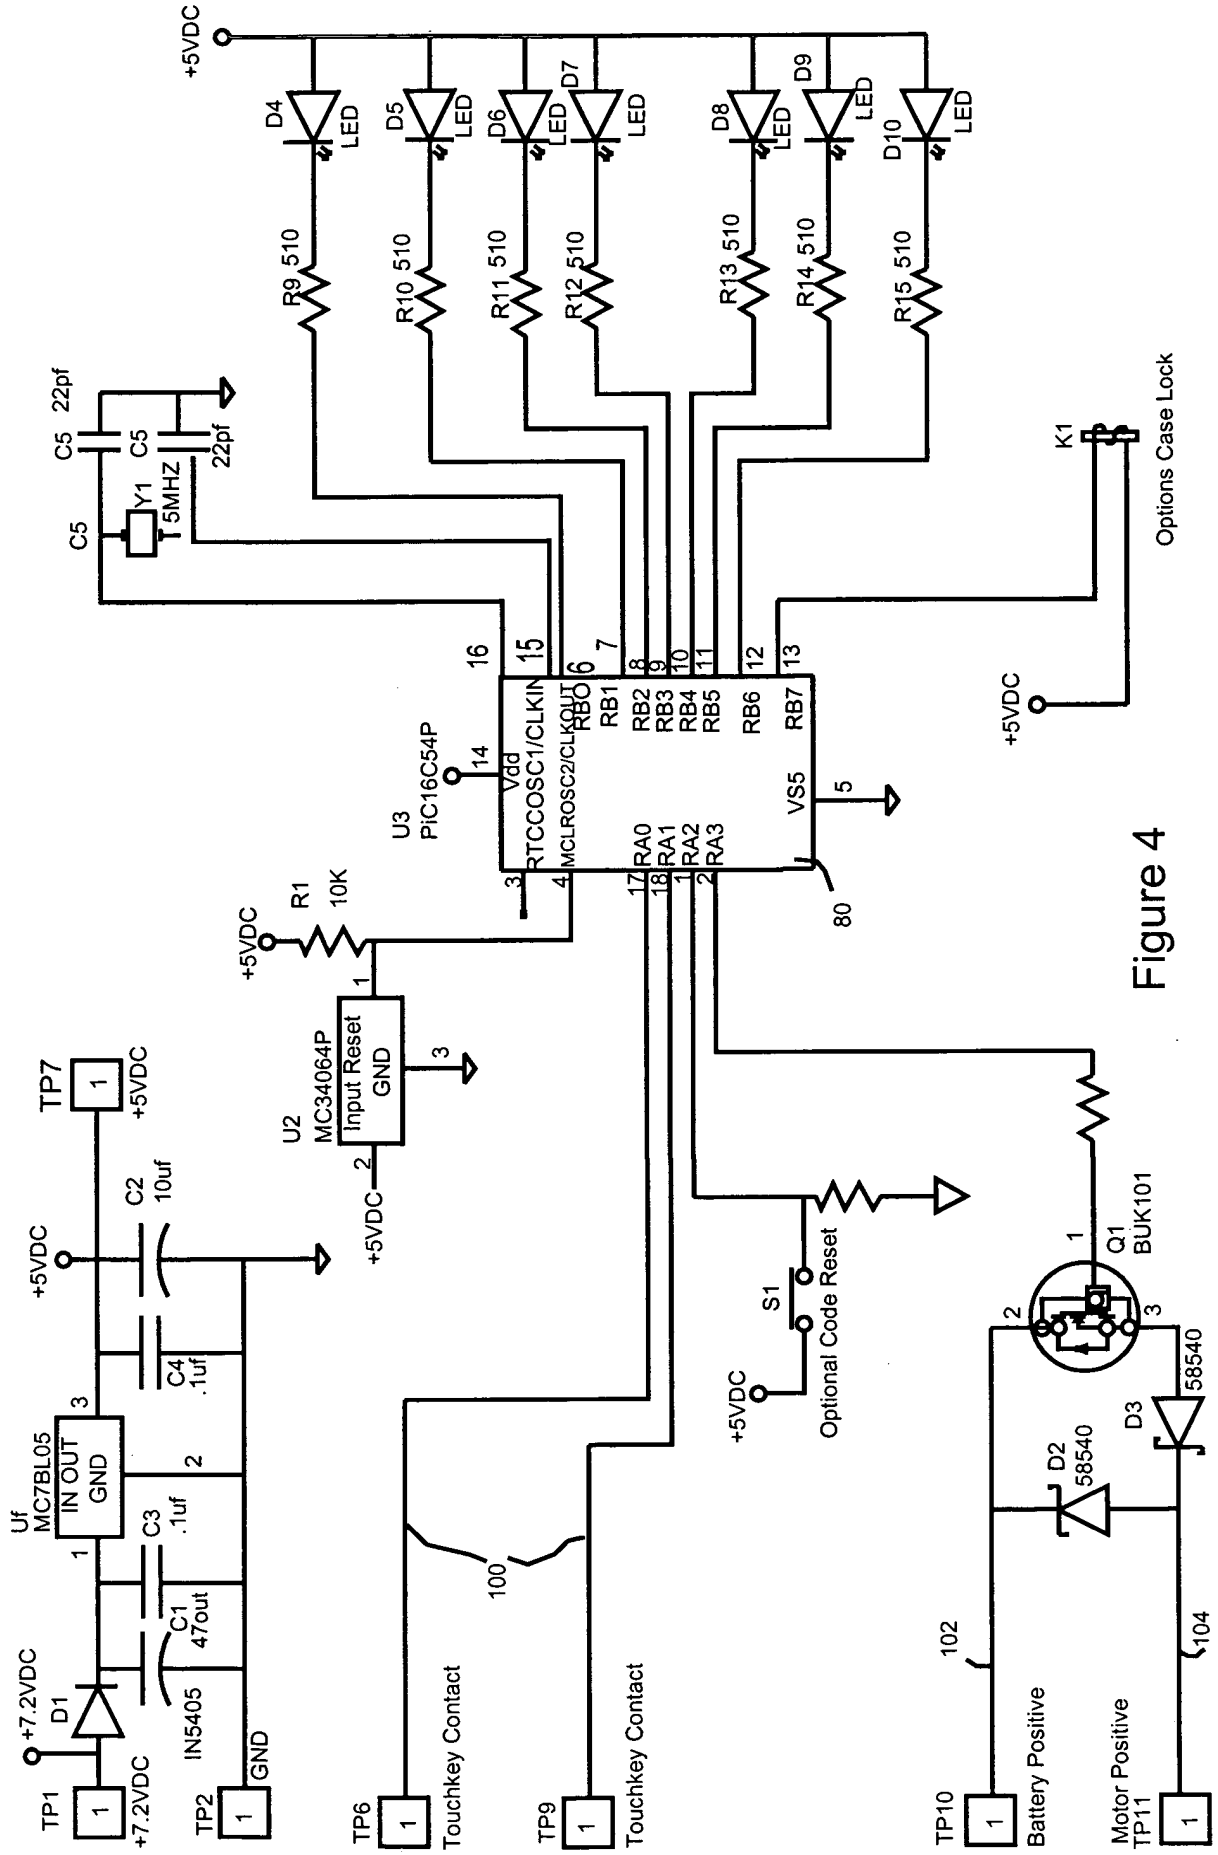 TP1
1
+7.2VDC
+7.2VDC
D1
IN5405
C1
47out
C3
.1uf
Uf
MC7BL05
IN OUT
GND
1
2
3
C4
.1uf
C2
10uf
+5VDC
TP7
1
+5VDC
TP2
1
GND
U2
MC34064P
Input Reset
GND
1
2
3
+5VDC
+5VDC
R1
10K
U3
PiC16C54P
14
Vdd
3
RTCCOSC1/CLKIN
4
MCLROSC2/CLKOUT
16
15
6
RBO
7
RB1
8
RB2
9
RB3
10
RB4
11
RB5
12
RB6
13
RB7
17
RA0
18
RA1
1
RA2
2
RA3
VS5
5
80
C5
Y1
5MHZ
C5
22pf
C5
22pf
+5VDC
R9
510
D4
LED
R10
510
D5
LED
R11
510
D6
LED
R12
510
D7
LED
R13
510
D8
LED
R14
510
D9
LED
R15
510
D10
LED
K1
Options Case Lock
+5VDC
TP6
1
Touchkey Contact
TP9
1
Touchkey Contact
100
S1
+5VDC
Optional Code Reset
TP10
1
Battery Positive
102
Motor Positive
TP11
1
104
D2
58540
D3
58540
2
3
1
Q1
BUK101
Figure 4